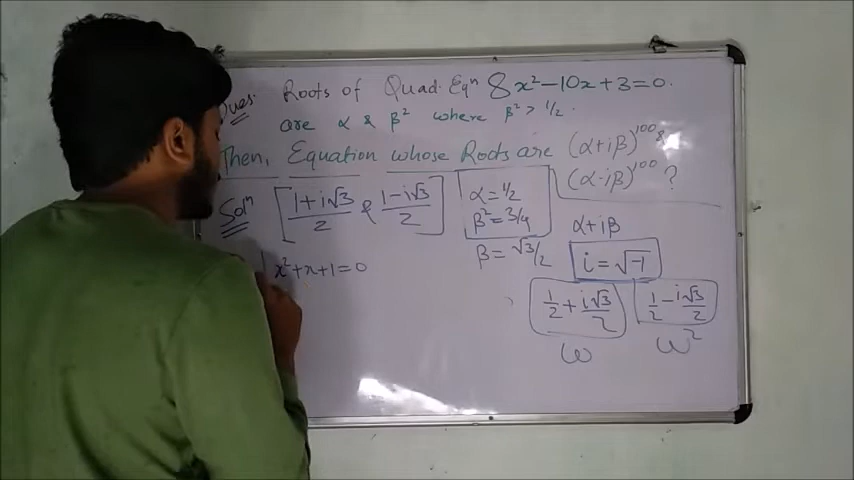 Ques. Roots of Quad. Eqⁿ 8x²-10x+3=0.
are α & β² where β² > 1/2.
Then, Equation whose Roots are (α+iβ)¹⁰⁰ &
(α-iβ)¹⁰⁰ ?
Solⁿ [ (1+i√3)/2 & (1-i√3)/2 ]
α = 1/2
β² = 3/4
β = √3/2
α+iβ
i = √-1
x²+x+1=0
1/2 + i√3/2
1/2 - i√3/2
ω
ω²